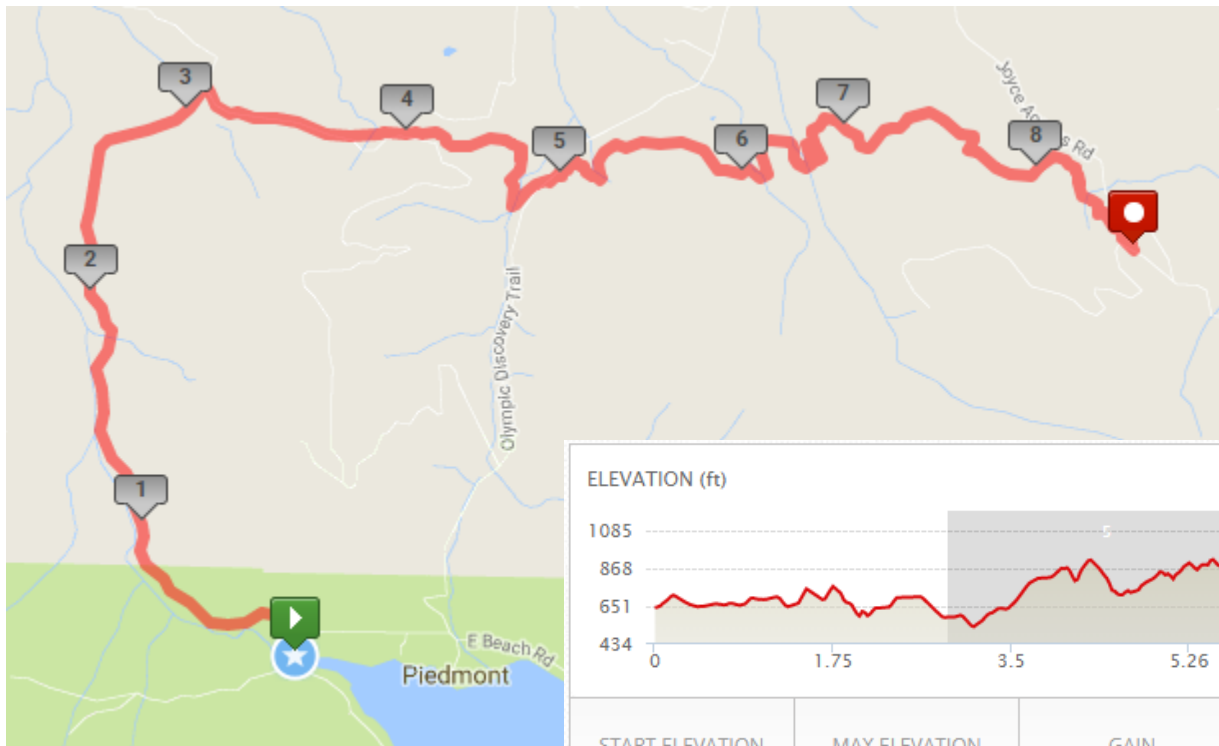 3
4
7
5
6
8
Joyce Ac s Rd
2
Olympic Discovery Trail
1
E Beach Rd
Piedmont
ELEVATION (ft)
1085
S
868
651
434
0 1.75 3.5 5.26
START ELEVATION MAX ELEVATION GAIN